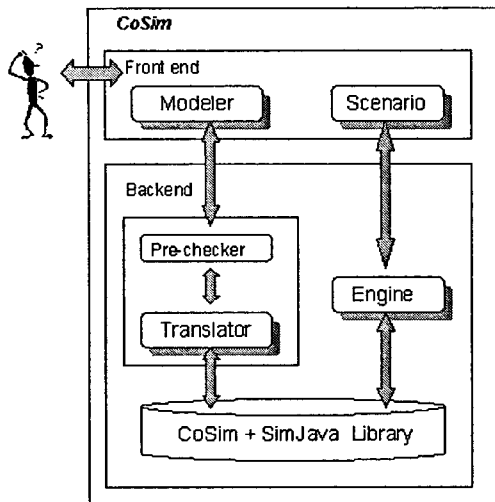 CoSim
?
Front end
Modeler
Scenario
Backend
Pre-checker
Engine
Translator
CoSim + SimJava Library